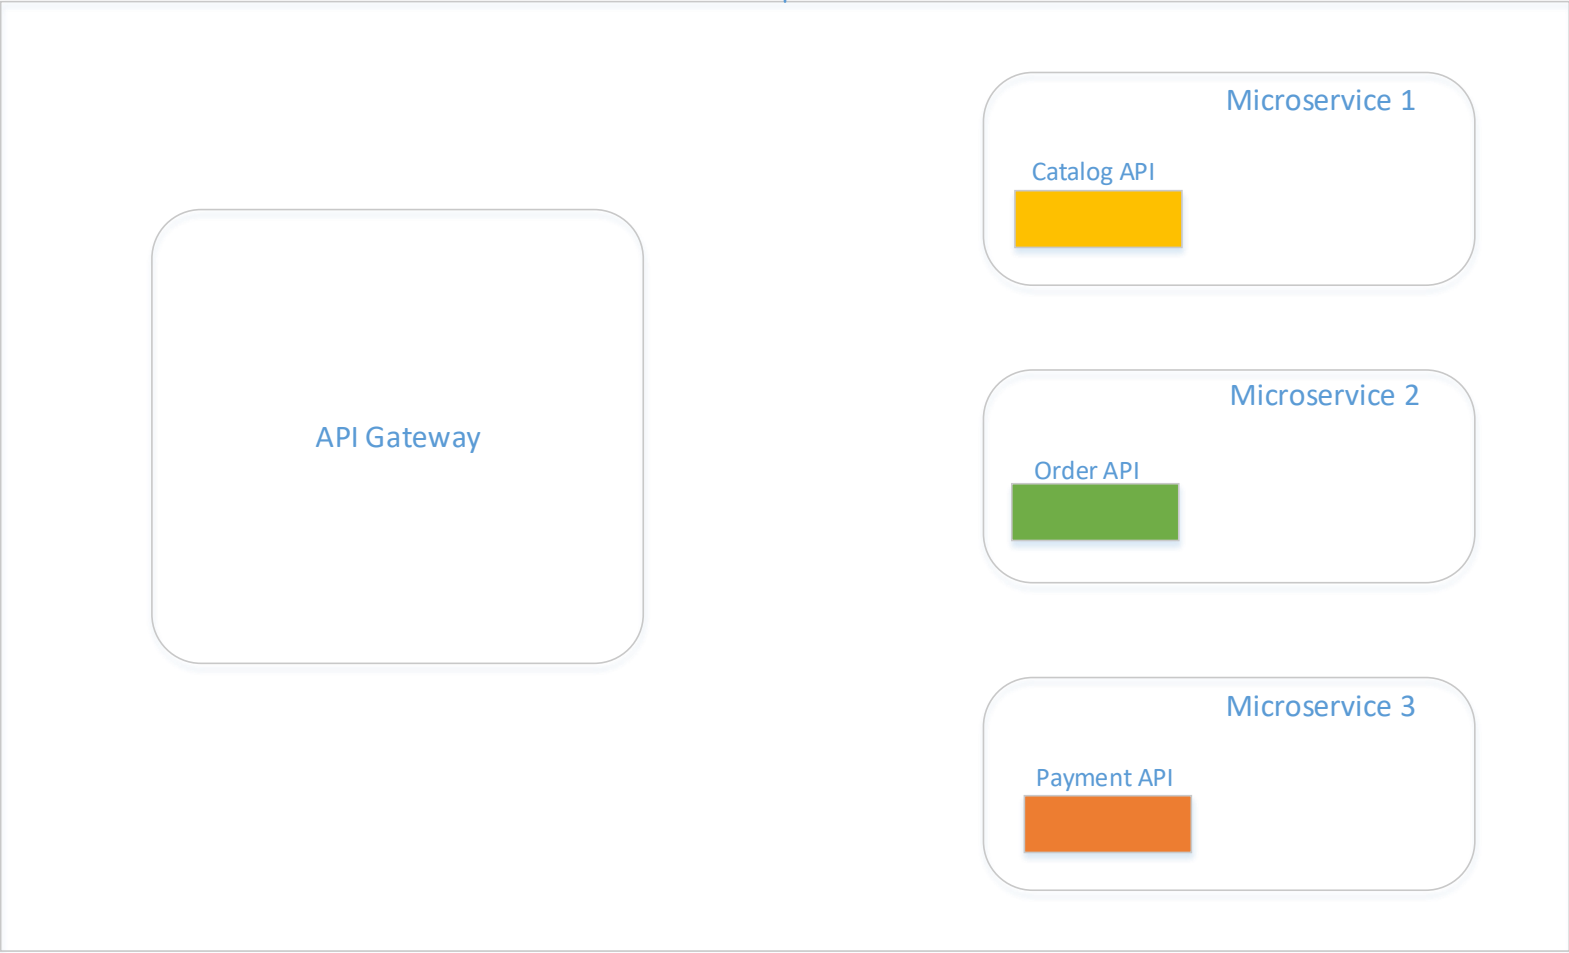 API Gateway
Microservice 1
Catalog API
Microservice 2
Order API
Microservice 3
Payment API